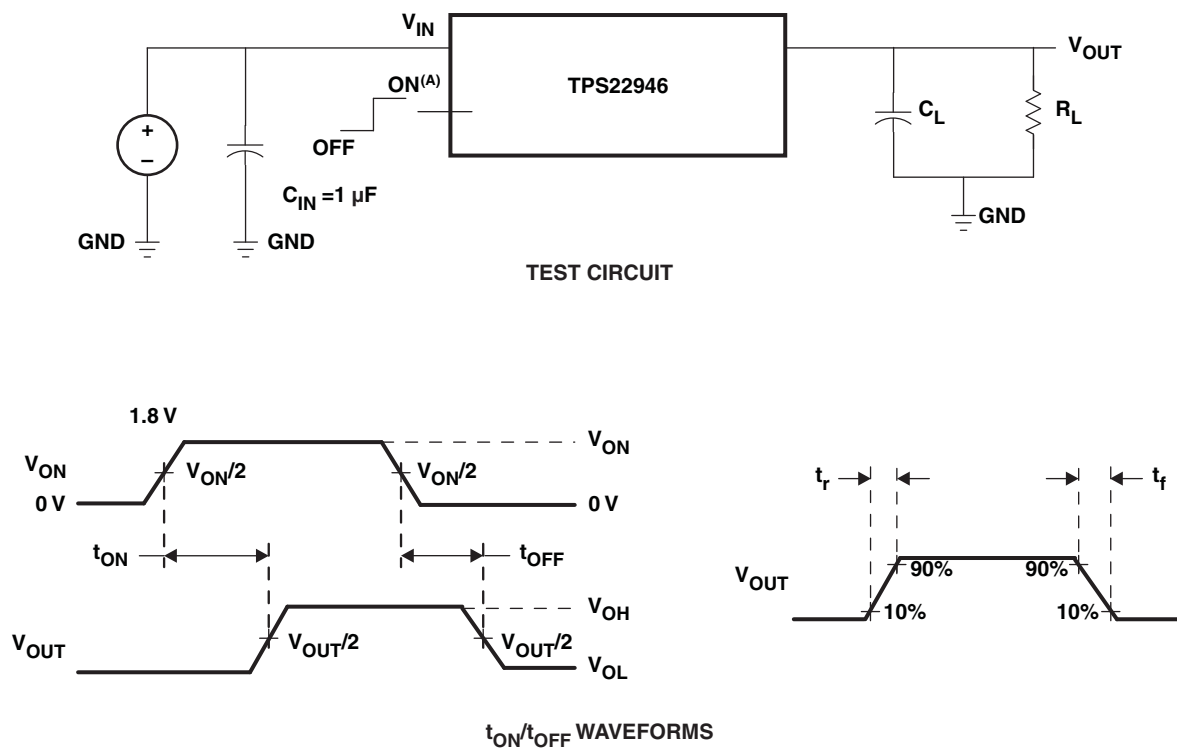 V_IN
V_OUT
ON(A)
TPS22946
OFF
C_L
R_L
+
–
C_IN =1 µF
GND
GND
GND
TEST CIRCUIT
1.8 V
V_ON
V_ON
V_ON/2
V_ON/2
0 V
0 V
t_ON
t_OFF
V_OH
V_OUT
V_OUT/2
V_OUT/2
V_OL
t_r
t_f
V_OUT
90%
90%
10%
10%
t_ON/t_OFF WAVEFORMS